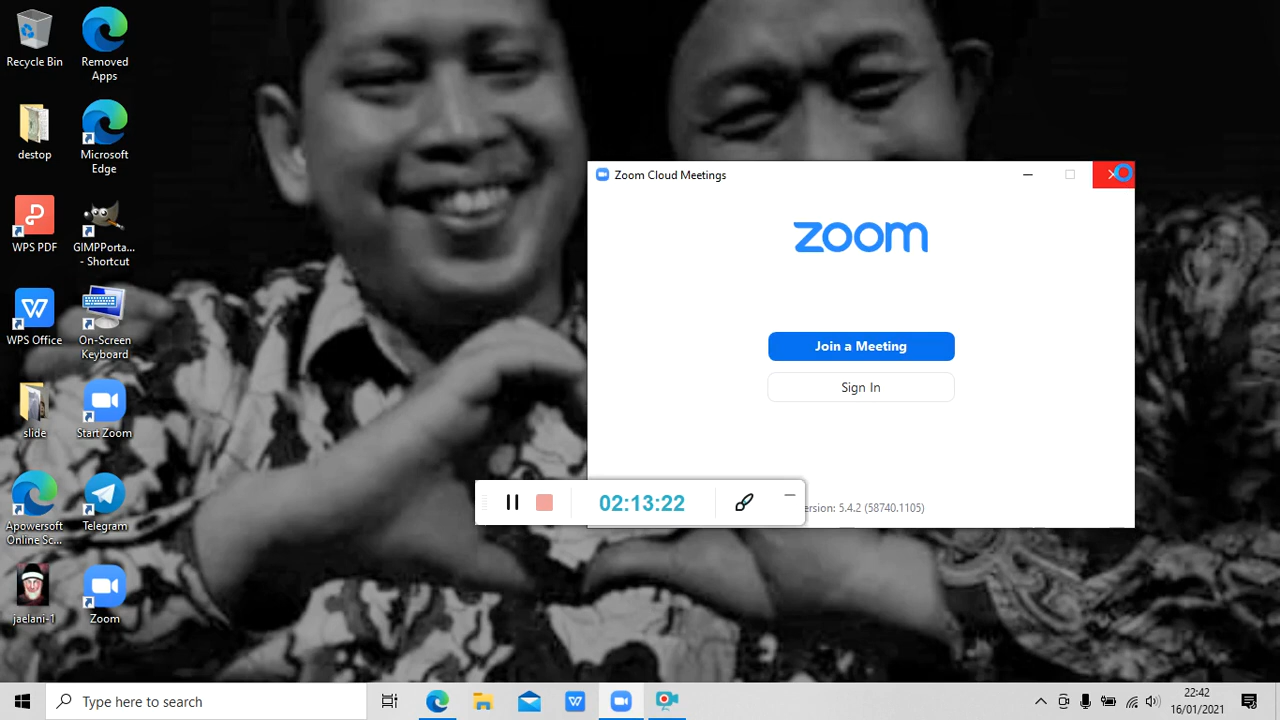 Recycle Bin
Removed
Apps
destop
Microsoft
Edge
WPS PDF
GIMPPorta...
- Shortcut
WPS Office
On-Screen
Keyboard
slide
Start Zoom
Apowersoft
Online Sc...
Telegram
jaelani-1
Zoom
Zoom Cloud Meetings
zoom
Join a Meeting
Sign In
ersion: 5.4.2 (58740.1105)
02:13:22
Type here to search
22:42
16/01/2021